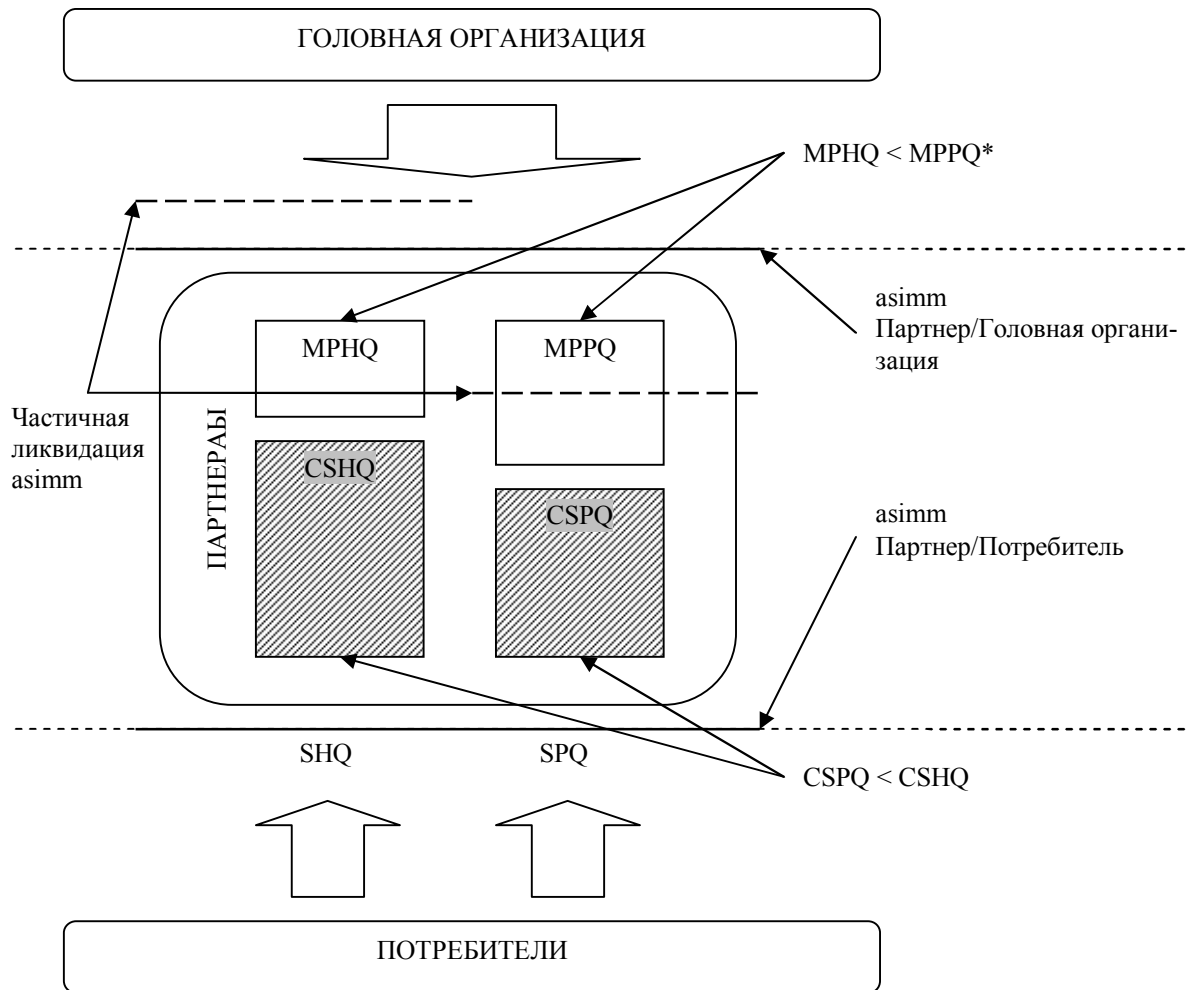 ГОЛОВНАЯ ОРГАНИЗАЦИЯ
MPHQ < MPPQ*
asimm
Партнер/Головная органи-
зация
MPHQ
MPPQ
Частичная
ликвидация
asimm
ПАРТНЕРАЫ
CSHQ
CSPQ
asimm
Партнер/Потребитель
SHQ
SPQ
CSPQ < CSHQ
ПОТРЕБИТЕЛИ